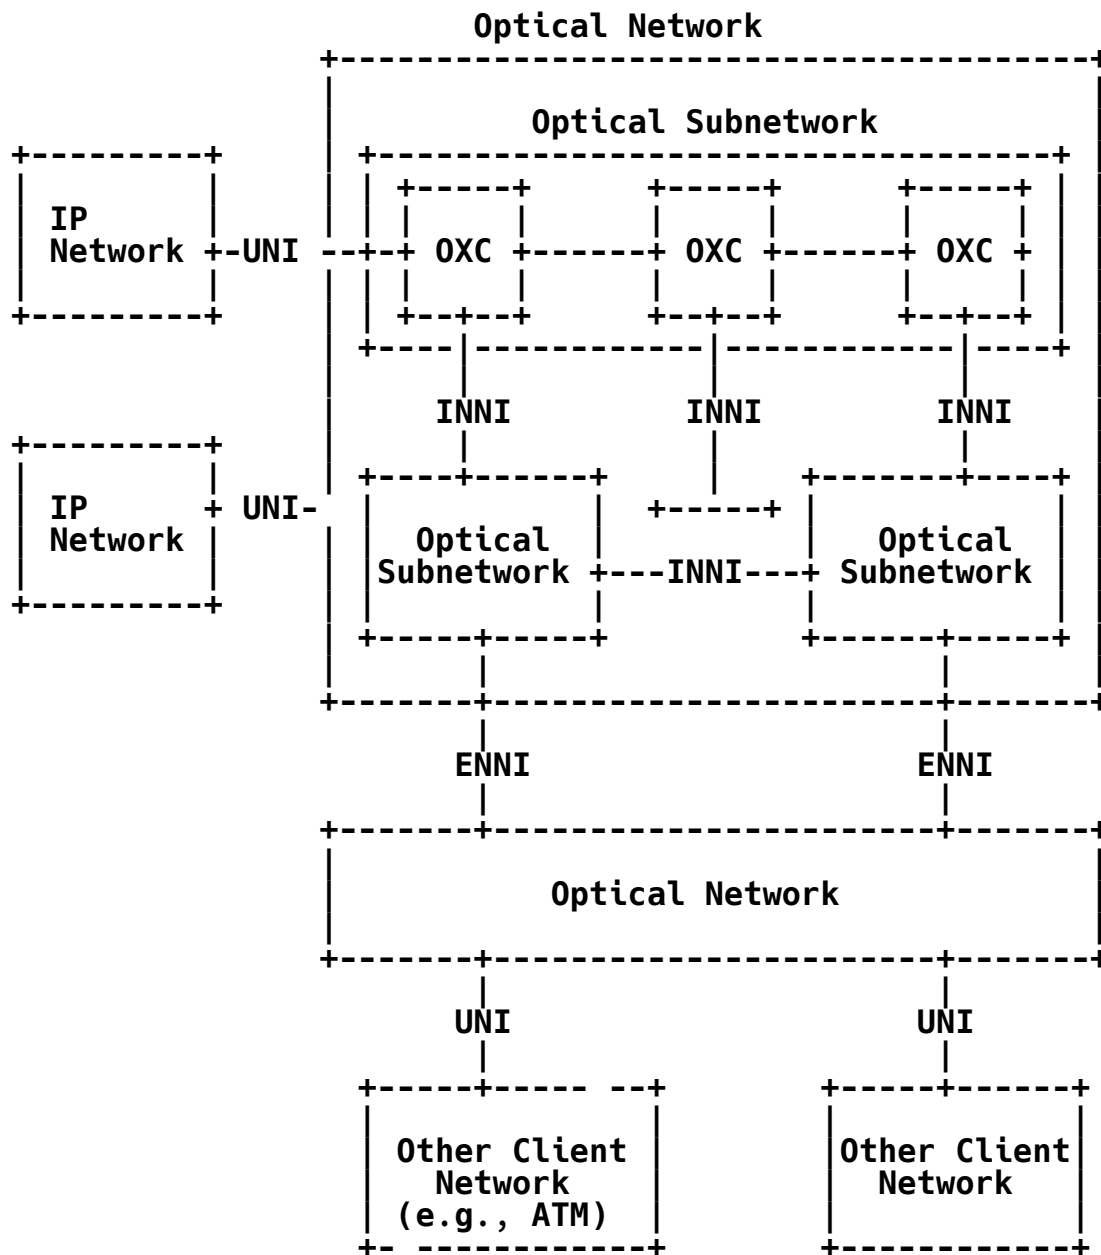 Optical Network
Optical Subnetwork
IP
Network UNI OXC OXC OXC
INNI INNI INNI
IP UNI
Network Optical Optical
Subnetwork INNI Subnetwork
ENNI ENNI
Optical Network
UNI UNI
Other Client Other Client
Network Network
(e.g., ATM)